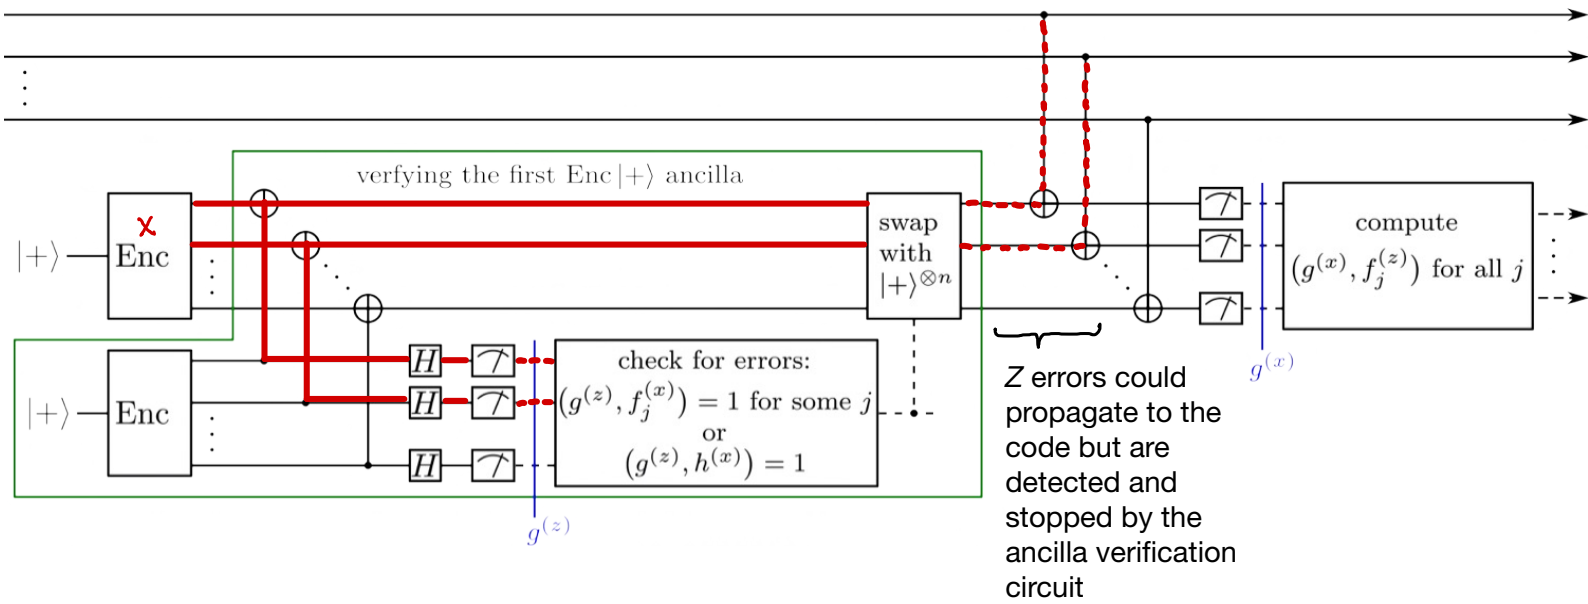 verfying the first Enc |+⟩ ancilla
X
|+⟩
Enc
swap
with
|+⟩⊗n
compute
(g(x), fj(z)) for all j
|+⟩
Enc
H
H
H
check for errors:
(g(z), fj(x)) = 1 for some j
or
(g(z), h(x)) = 1
g(z)
g(x)
Z errors could
propagate to the
code but are
detected and
stopped by the
ancilla verification
circuit